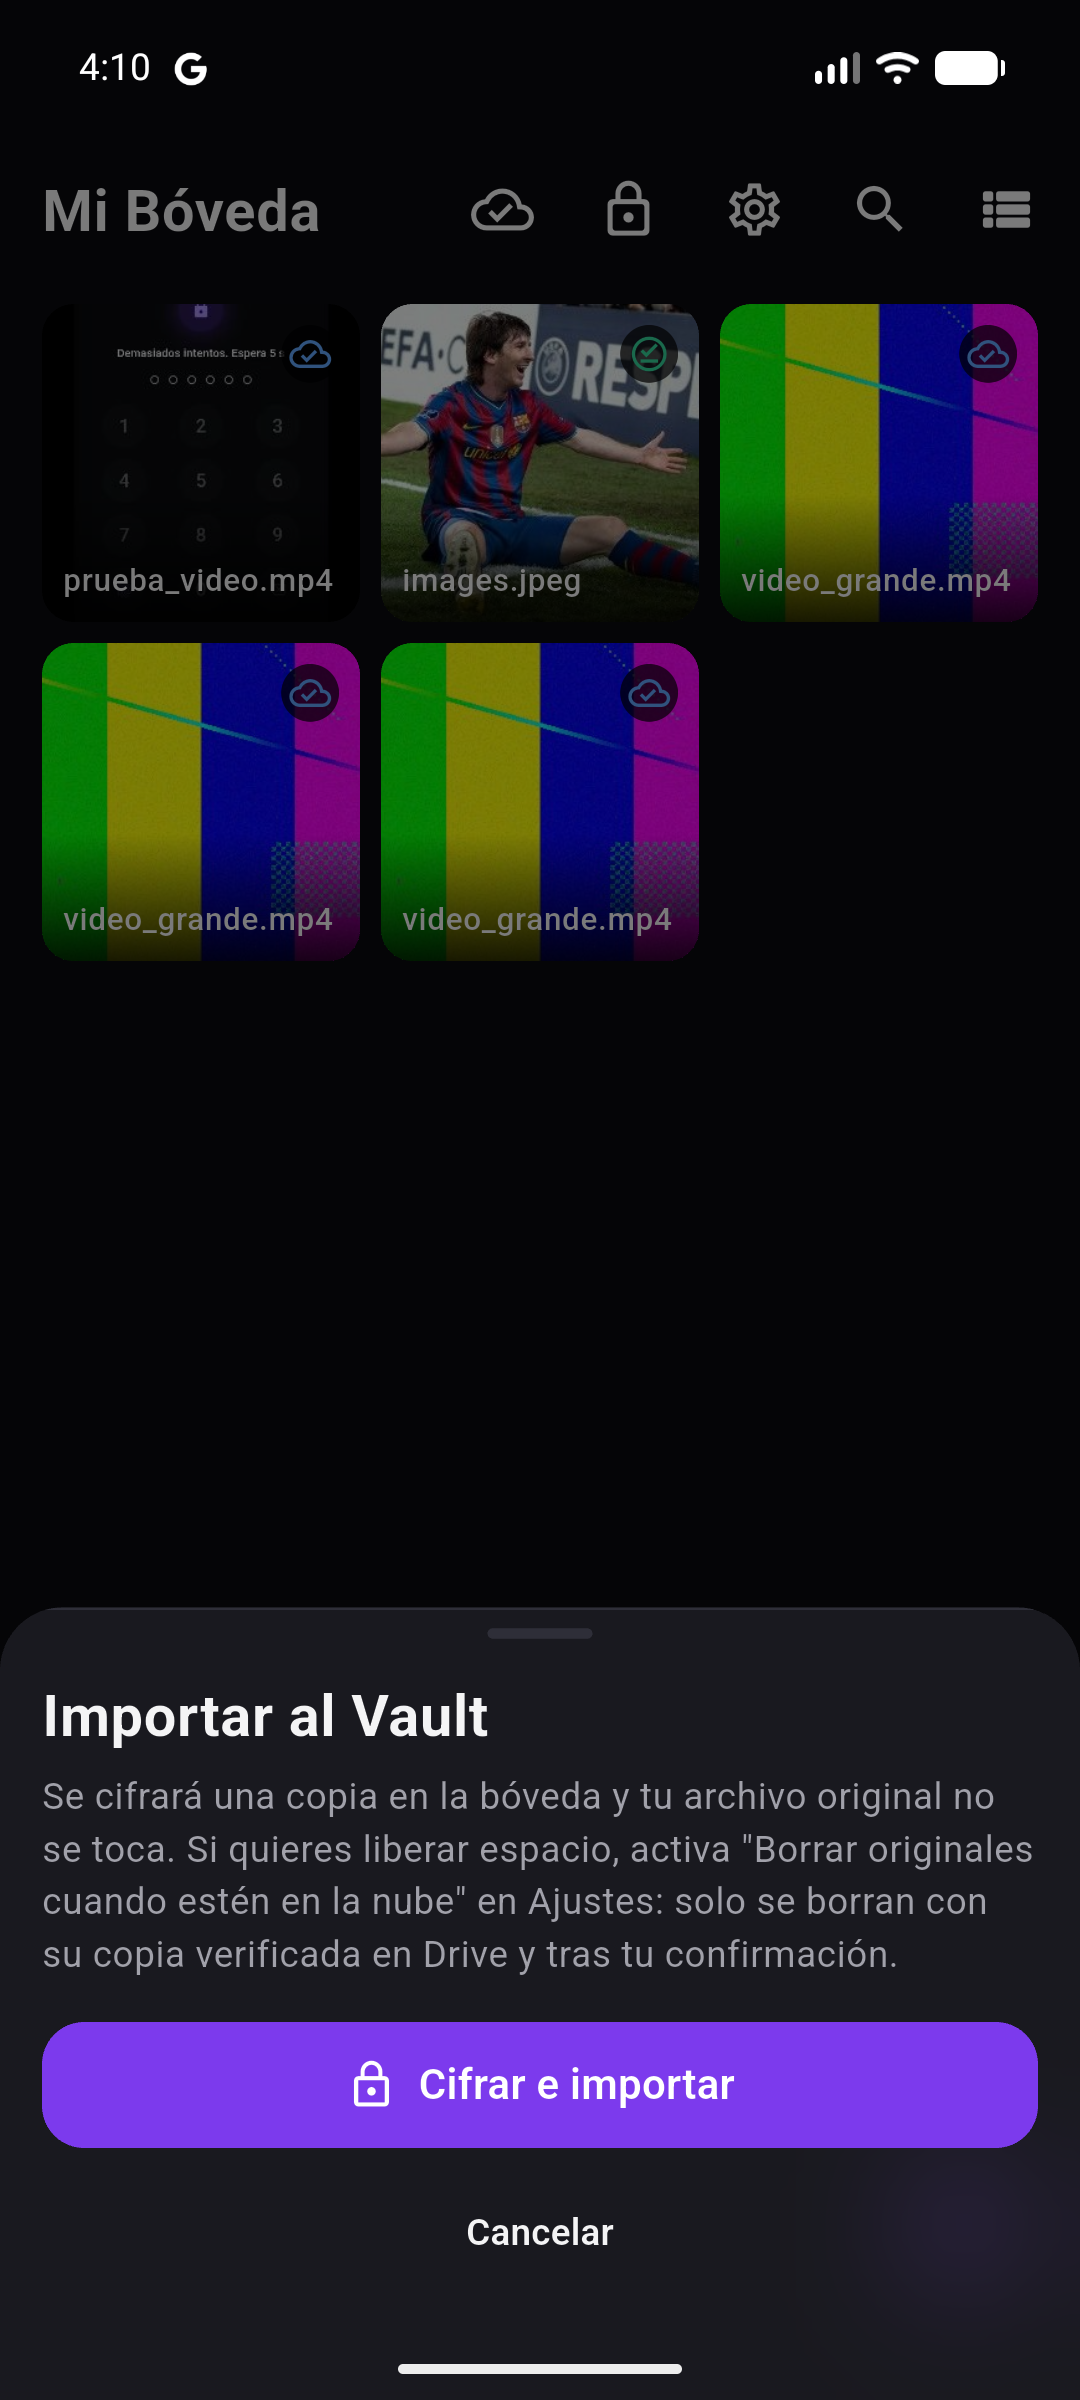 4:10
Mi Bóveda
Demasiados intentos. Espera 5 s
1 2 3
4 5 6
7 8 9
prueba_video.mp4
EFA
RESP
unicef
images.jpeg
video_grande.mp4
video_grande.mp4
video_grande.mp4
Importar al Vault
Se cifrará una copia en la bóveda y tu archivo original no
se toca. Si quieres liberar espacio, activa "Borrar originales
cuando estén en la nube" en Ajustes: solo se borran con
su copia verificada en Drive y tras tu confirmación.
Cifrar e importar
Cancelar